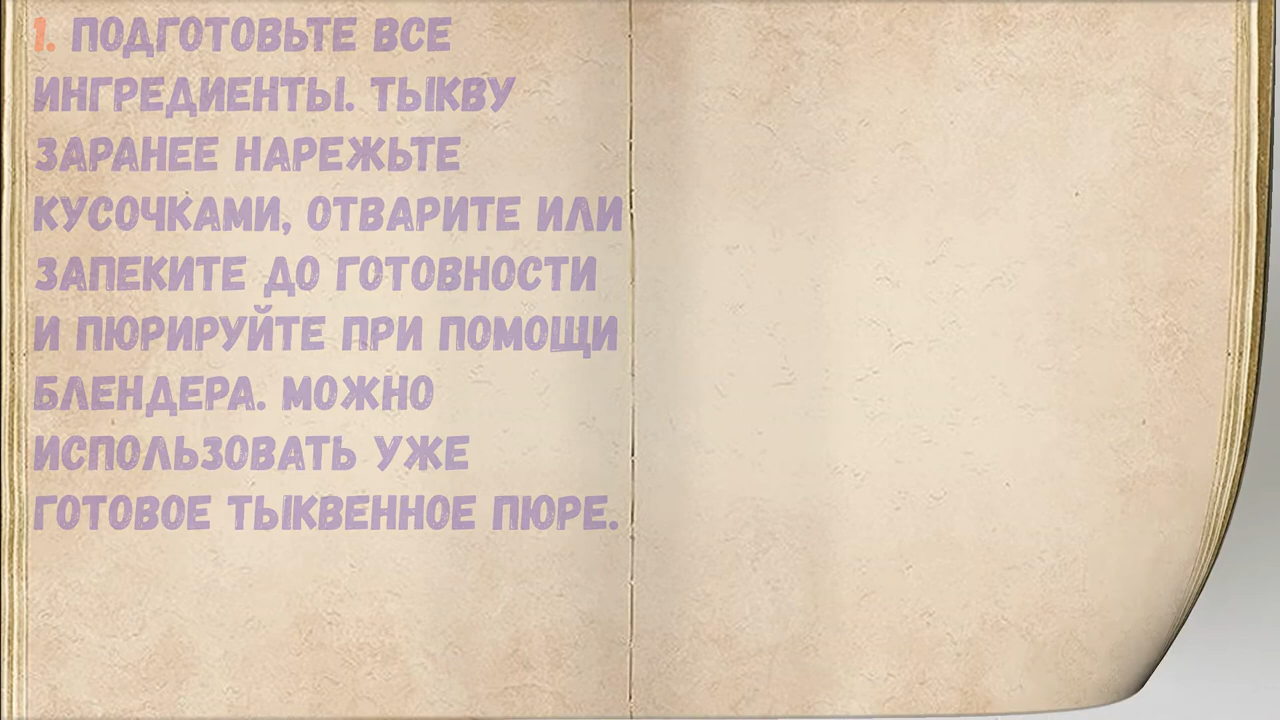 1. ПОДГОТОВЬТЕ ВСЕ
ИНГРЕДИЕНТЫ. ТЫКВУ
ЗАРАНЕЕ НАРЕЖЬТЕ
КУСОЧКАМИ, ОТВАРИТЕ ИЛИ
ЗАПЕКИТЕ ДО ГОТОВНОСТИ
И ПЮРИРУЙТЕ ПРИ ПОМОЩИ
БЛЕНДЕРА. МОЖНО
ИСПОЛЬЗОВАТЬ УЖЕ
ГОТОВОЕ ТЫКВЕННОЕ ПЮРЕ.